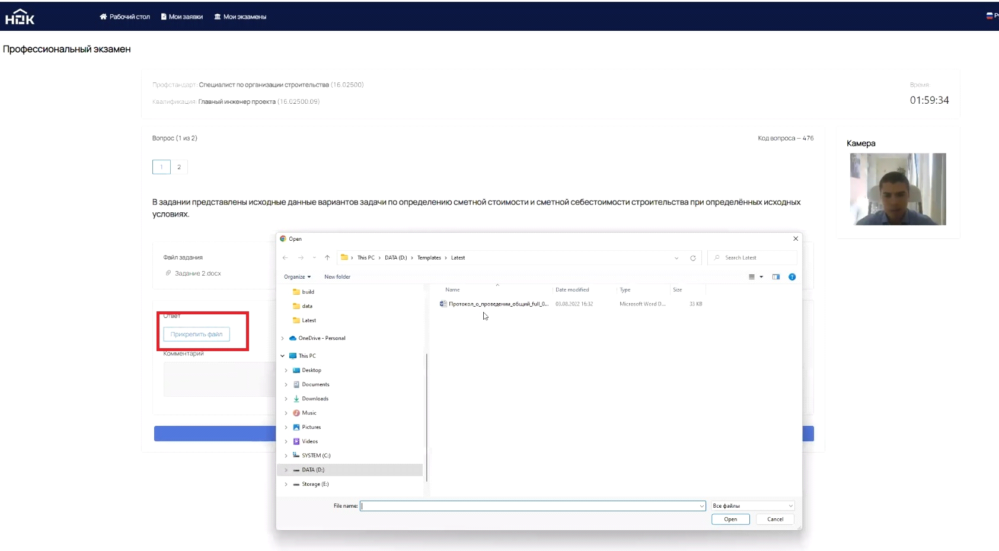 НОК
Рабочий стол
Мои заявки
Мои экзамены
Профессиональный экзамен
Профстандарт: Специалист по организации строительства (16.02500)
Квалификация: Главный инженер проекта (16.02500.09)
Время:
01:59:34
Вопрос (1 из 2)
Код вопроса – 476
Камера
1
2
В задании представлены исходные данные вариантов задачи по определению сметной стоимости и сметной себестоимости строительства при определённых исходных
условиях.
Файл задания
Задание 2.docx
Ответ
Прикрепить файл
Комментарий
Open
This PC
DATA (D:)
Templates
Latest
Search Latest
Organize
New folder
Name
Date modified
Type
Size
Протокол_о_проведении_общий_full_0...
03.08.2022 16:32
Microsoft Word D...
33 KB
build
data
Latest
OneDrive - Personal
This PC
Desktop
Documents
Downloads
Music
Pictures
Videos
SYSTEM (C:)
DATA (D:)
Storage (E:)
File name:
Все файлы
Open
Cancel